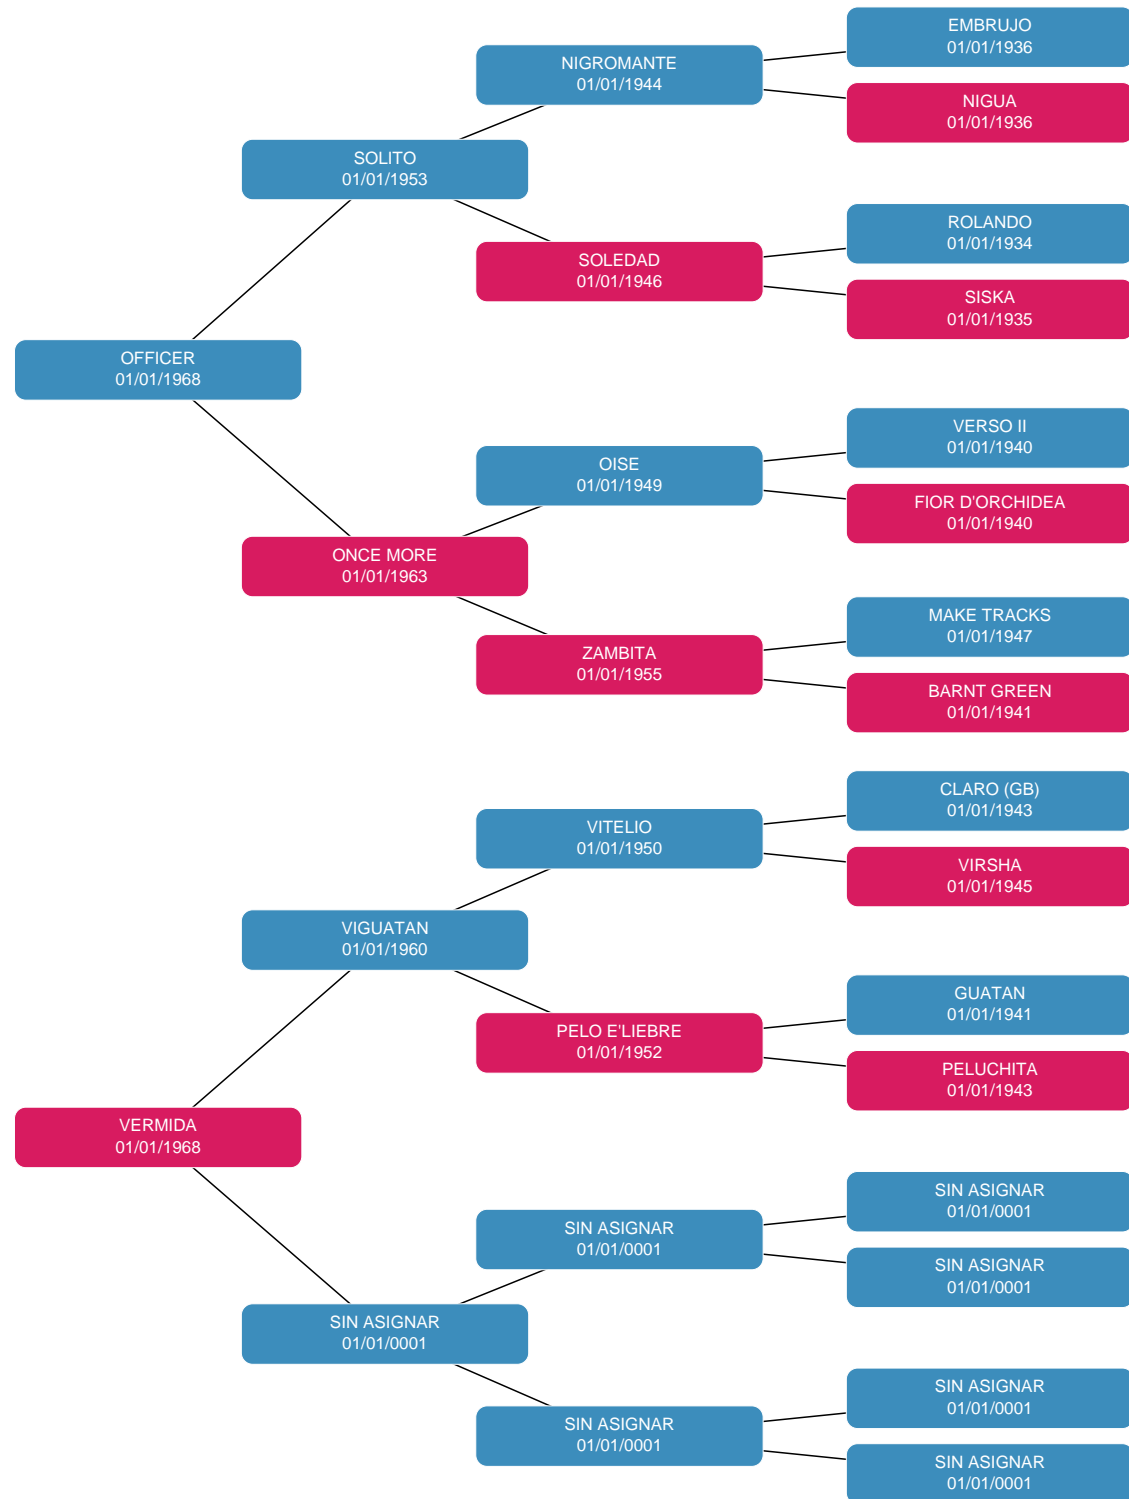 EMBRUJO
01/01/1936
NIGROMANTE
01/01/1944
NIGUA
01/01/1936
SOLITO
01/01/1953
ROLANDO
01/01/1934
SOLEDAD
01/01/1946
SISKA
01/01/1935
OFFICER
01/01/1968
VERSO II
01/01/1940
OISE
01/01/1949
FIOR D'ORCHIDEA
01/01/1940
ONCE MORE
01/01/1963
MAKE TRACKS
01/01/1947
ZAMBITA
01/01/1955
BARNT GREEN
01/01/1941
CLARO (GB)
01/01/1943
VITELIO
01/01/1950
VIRSHA
01/01/1945
VIGUATAN
01/01/1960
GUATAN
01/01/1941
PELO E'LIEBRE
01/01/1952
PELUCHITA
01/01/1943
VERMIDA
01/01/1968
SIN ASIGNAR
01/01/0001
SIN ASIGNAR
01/01/0001
SIN ASIGNAR
01/01/0001
SIN ASIGNAR
01/01/0001
SIN ASIGNAR
01/01/0001
SIN ASIGNAR
01/01/0001
SIN ASIGNAR
01/01/0001